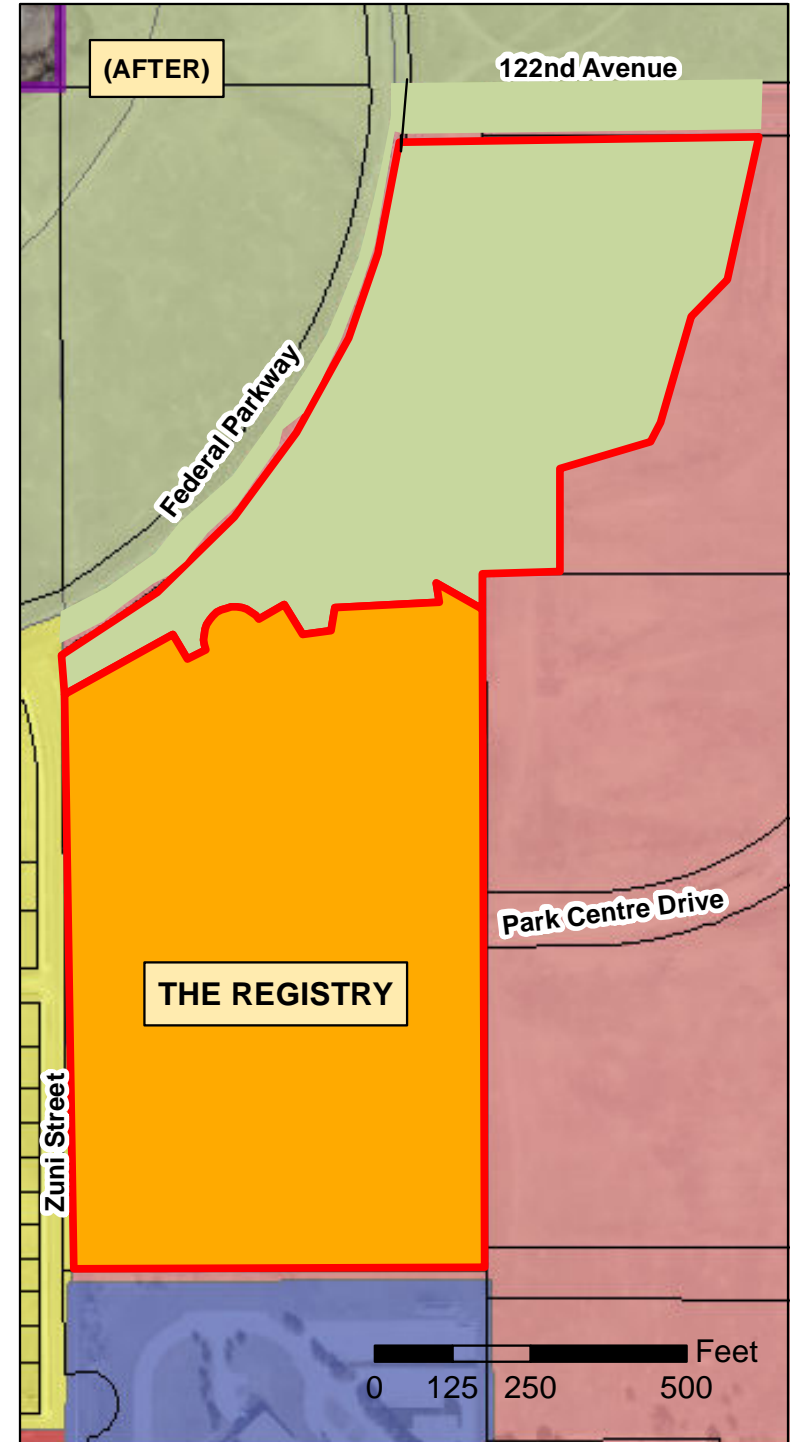 (AFTER)
122nd Avenue
Federal Parkway
Park Centre Drive
THE REGISTRY
Zuni Street
Feet
0 125 250 500